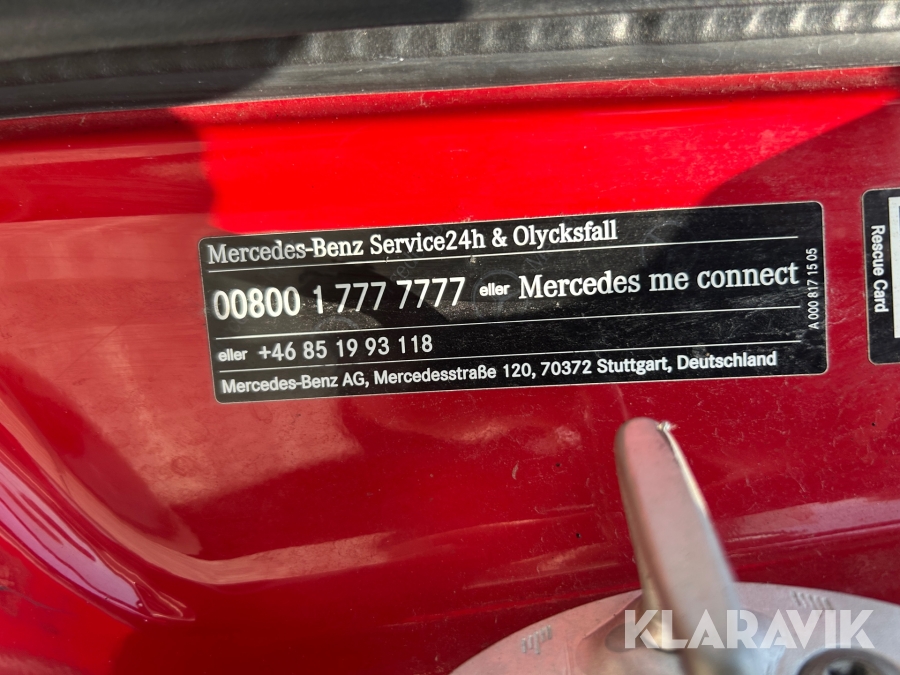 Mercedes-Benz Service24h & Olycksfall
00800 1 777 7777 eller Mercedes me connect
eller +46 85 19 93 118
Mercedes-Benz AG, Mercedesstraße 120, 70372 Stuttgart, Deutschland
A 000 817 15 05
Rescue Card
KLARAVIK